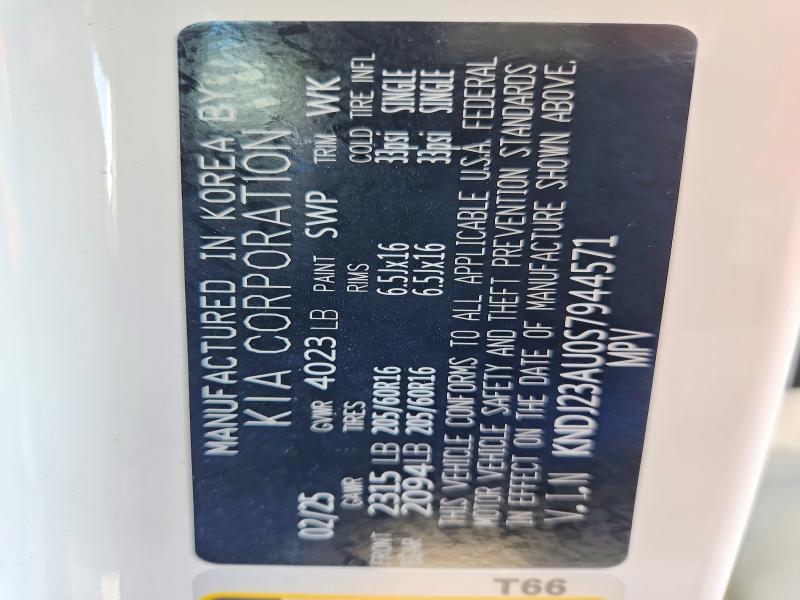 MANUFACTURED IN KOREA BY
KIA CORPORATION
02/25 GVWR 4023 LB PAINT SWP TRIM WK
GAWR TIRES RIMS COLD TIRE INFL
FRONT 2315 LB 205/60R16 6.5Jx16 33psi SINGLE
REAR 2094 LB 205/60R16 6.5Jx16 33psi SINGLE
THIS VEHICLE CONFORMS TO ALL APPLICABLE U.S.A. FEDERAL
MOTOR VEHICLE SAFETY AND THEFT PREVENTION STANDARDS
IN EFFECT ON THE DATE OF MANUFACTURE SHOWN ABOVE.
V.I.N KNDJ23AU0S7944571
MPV
T66